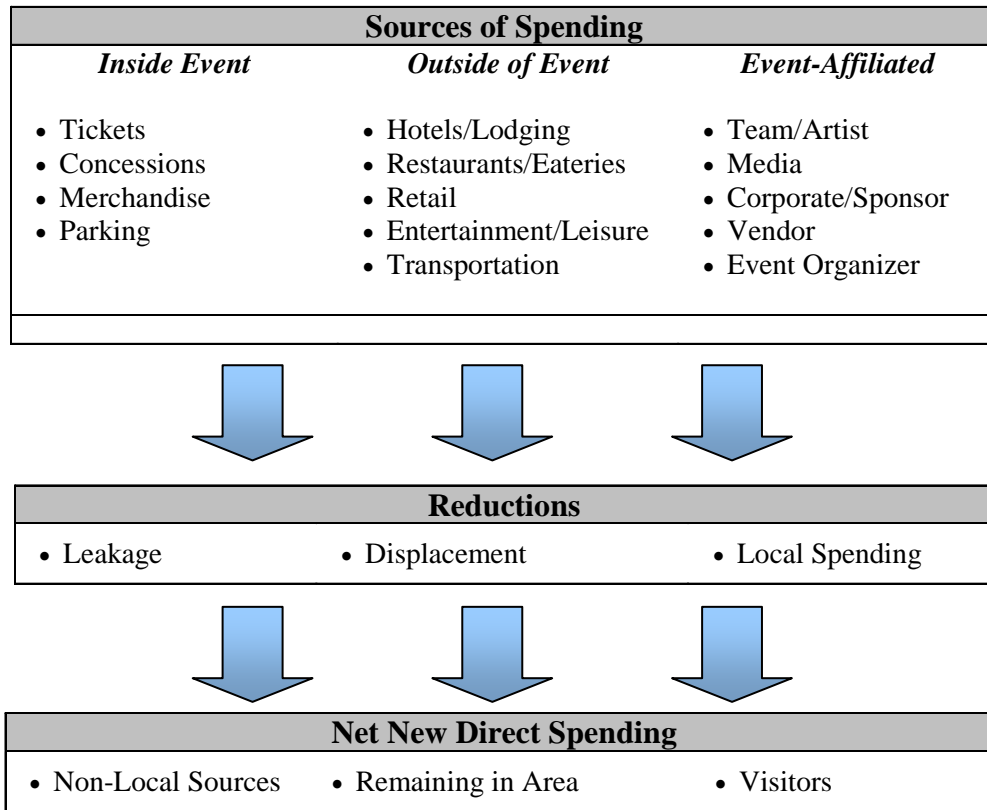 Sources of Spending
Inside Event
• Tickets
• Concessions
• Merchandise
• Parking
Outside of Event
• Hotels/Lodging
• Restaurants/Eateries
• Retail
• Entertainment/Leisure
• Transportation
Event-Affiliated
• Team/Artist
• Media
• Corporate/Sponsor
• Vendor
• Event Organizer
Reductions
• Leakage
• Displacement
• Local Spending
Net New Direct Spending
• Non-Local Sources
• Remaining in Area
• Visitors